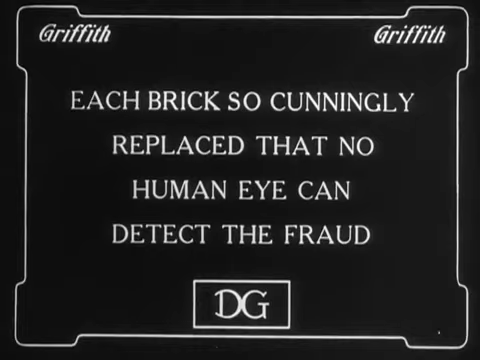 Griffith Griffith
EACH BRICK SO CUNNINGLY
REPLACED THAT NO
HUMAN EYE CAN
DETECT THE FRAUD
DG